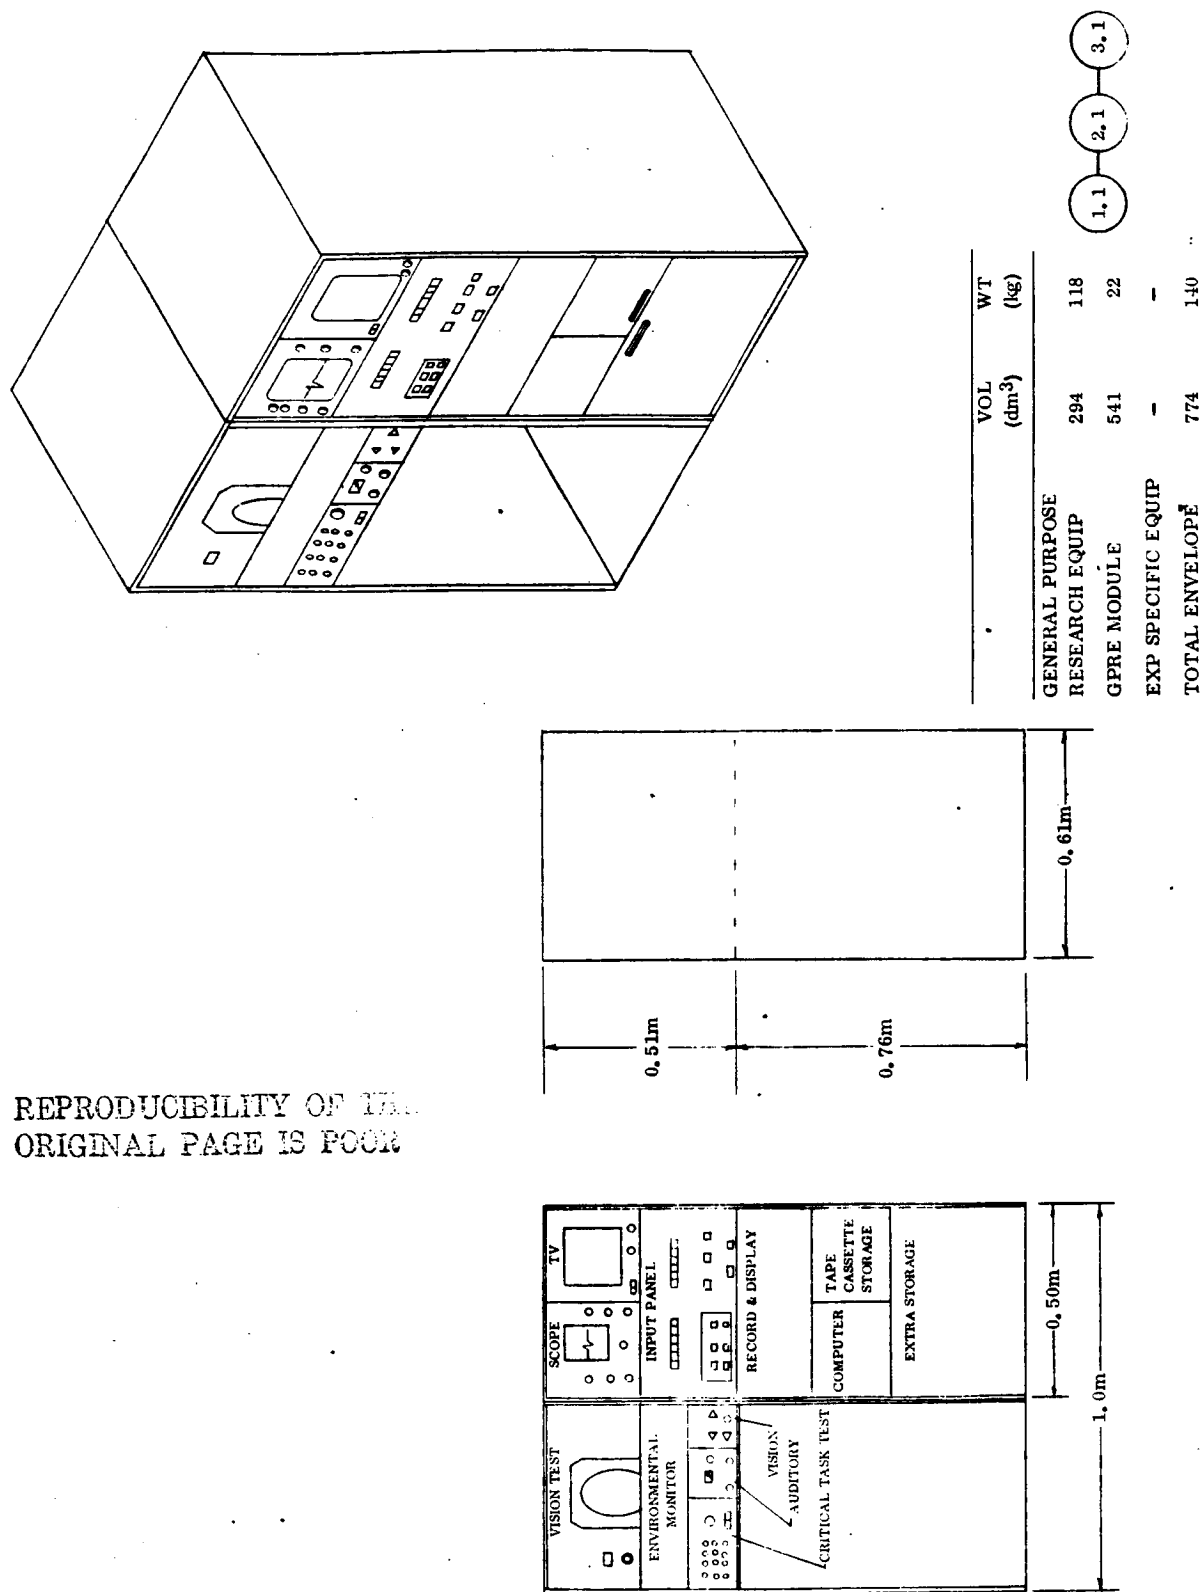 REPRODUCIBILITY OF
ORIGINAL PAGE IS POOR
VISION TEST
ENVIRONMENTAL
MONITOR
VISION
AUDITORY
CRITICAL TASK TEST
SCOPE
TV
INPUT PANEL
RECORD & DISPLAY
COMPUTER
TAPE
CASSETTE
STORAGE
EXTRA STORAGE
0.50m
1.0m
0.51m
0.76m
0.61m
VOL WT
(dm³) (kg)
GENERAL PURPOSE
RESEARCH EQUIP 294 118
GPRE MODULE 541 22
EXP SPECIFIC EQUIP - -
TOTAL ENVELOPE 774 140
1.1 2.1 3.1